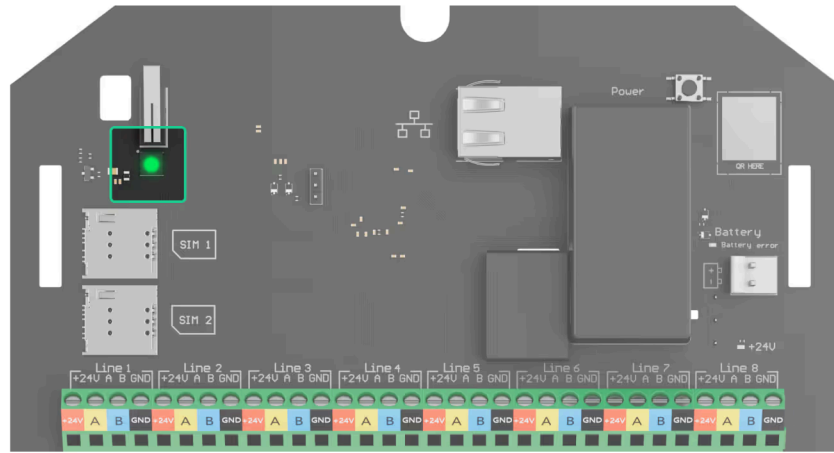 Power
QR HERE
SIM 1
Battery
Battery error
+
-
SIM 2
+24V
Line 1 Line 2 Line 3 Line 4 Line 5 Line 6 Line 7 Line 8
+24V A B GND +24V A B GND +24V A B GND +24V A B GND +24V A B GND +24V A B GND +24V A B GND +24V A B GND
+24V A B GND +24V A B GND +24V A B GND +24V A B GND +24V A B GND +24V A B GND +24V A B GND +24V A B GND